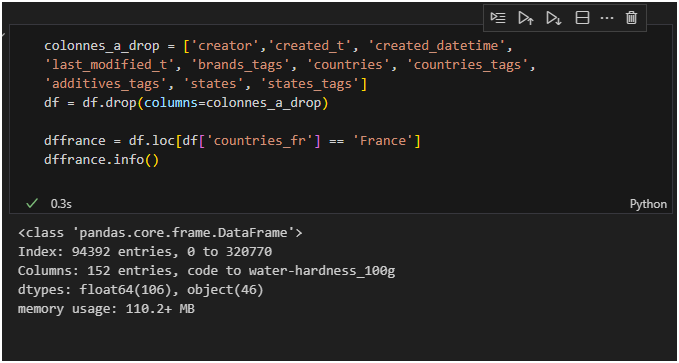 colonnes_a_drop = ['creator','created_t', 'created_datetime',
'last_modified_t', 'brands_tags', 'countries', 'countries_tags',
'additives_tags', 'states', 'states_tags']
df = df.drop(columns=colonnes_a_drop)
dffrance = df.loc[df['countries_fr'] == 'France']
dffrance.info()
0.3s
Python
<class 'pandas.core.frame.DataFrame'>
Index: 94392 entries, 0 to 320770
Columns: 152 entries, code to water-hardness_100g
dtypes: float64(106), object(46)
memory usage: 110.2+ MB